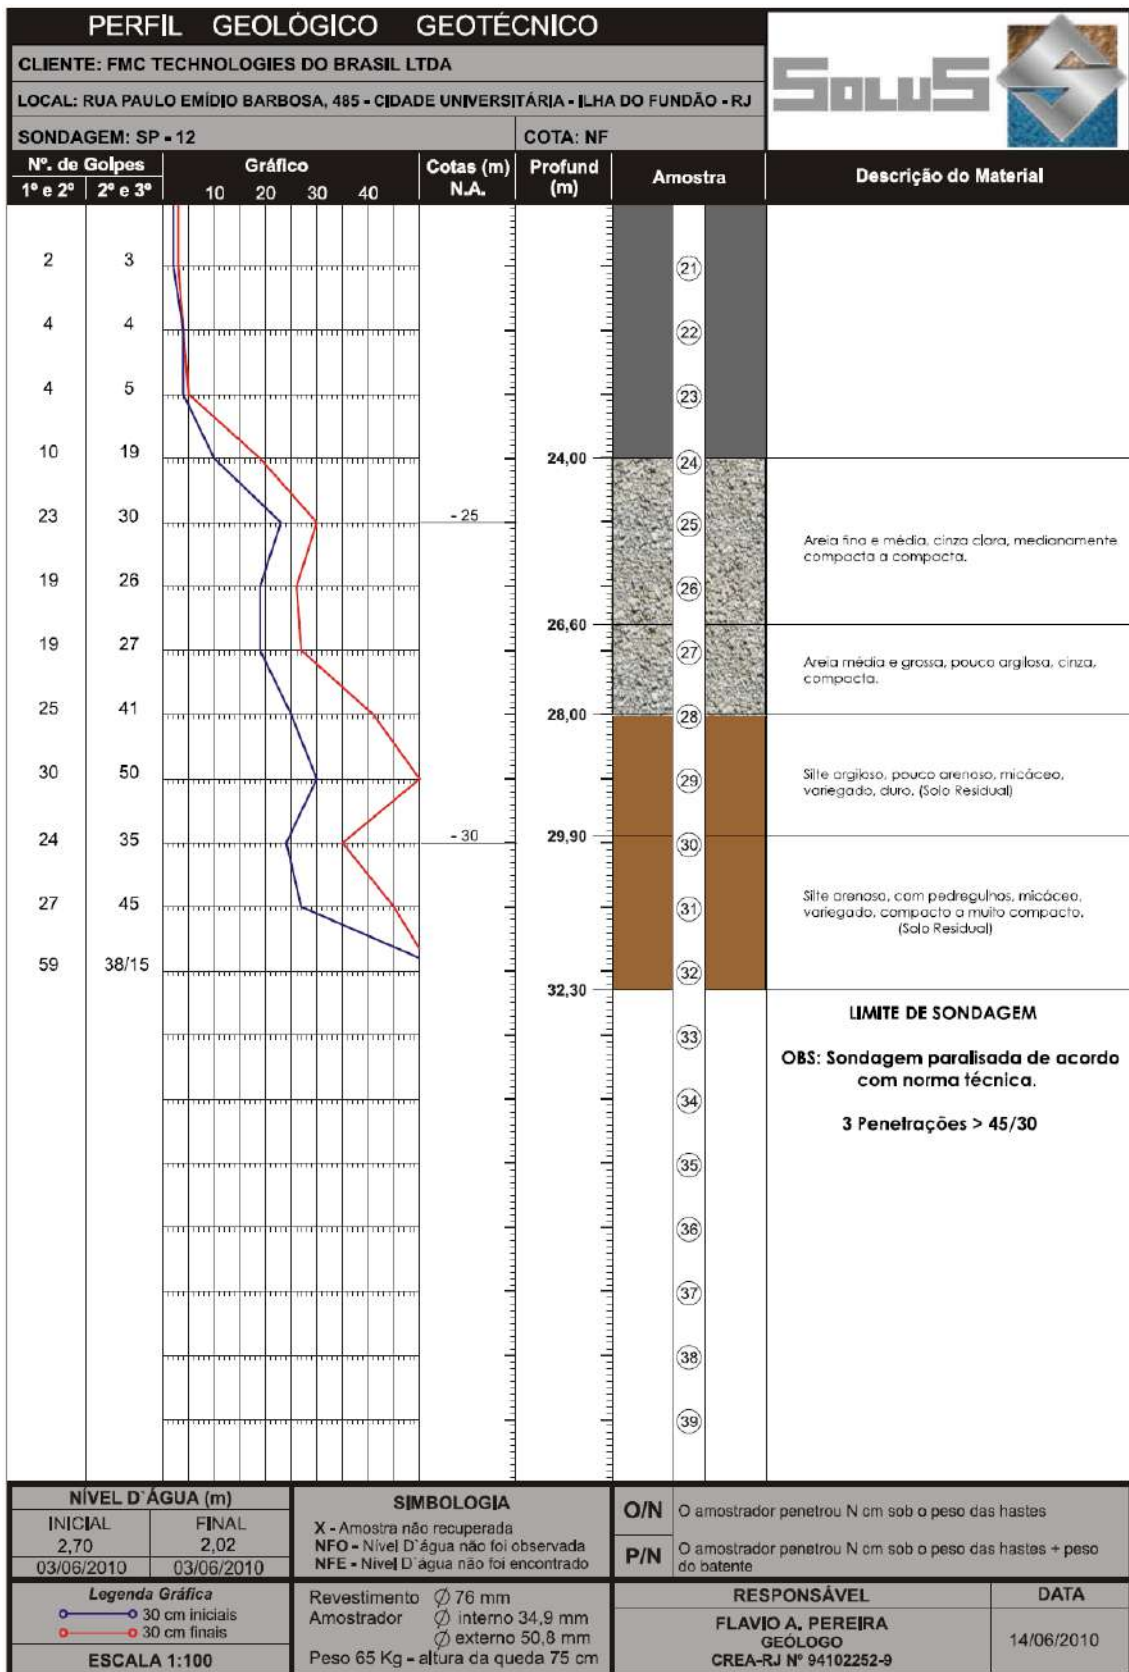 PERFIL GEOLÓGICO GEOTÉCNICO
CLIENTE: FMC TECHNOLOGIES DO BRASIL LTDA
LOCAL: RUA PAULO EMÍDIO BARBOSA, 485 - CIDADE UNIVERSITÁRIA - ILHA DO FUNDÃO - RJ
SONDAGEM: SP - 12 COTA: NF
SOLUS
Nº. de Golpes Gráfico Cotas (m) N.A. Profund (m) Amostra Descrição do Material
1º e 2º 2º e 3º 10 20 30 40
2 3 21
4 4 22
4 5 23
10 19 24,00 24
23 30 - 25 25
Areia fina e média, cinza clara, medianamente
compacta a compacta.
19 26 26
26,60
19 27 27
Areia média e grossa, pouco argilosa, cinza,
compacta.
25 41 28,00 28
30 50 29
Silte argiloso, pouco arenoso, micáceo,
variegado, duro. (Solo Residual)
24 35 - 30 29,90 30
27 45 31
Silte arenoso, com pedregulhos, micáceo,
variegado, compacto a muito compacto.
(Solo Residual)
59 38/15 32
32,30
LIMITE DE SONDAGEM
33
OBS: Sondagem paralisada de acordo
com norma técnica.
34
3 Penetrações > 45/30
35
36
37
38
39
NÍVEL D`ÁGUA (m)
INICIAL FINAL
2,70 2,02
03/06/2010 03/06/2010
SIMBOLOGIA
X - Amostra não recuperada
NFO - Nível D`água não foi observada
NFE - Nível D`água não foi encontrado
O/N O amostrador penetrou N cm sob o peso das hastes
P/N O amostrador penetrou N cm sob o peso das hastes + peso
do batente
Legenda Gráfica
30 cm iniciais
30 cm finais
ESCALA 1:100
Revestimento Ø 76 mm
Amostrador Ø interno 34,9 mm
Ø externo 50,8 mm
Peso 65 Kg - altura da queda 75 cm
RESPONSÁVEL DATA
FLAVIO A. PEREIRA
GEÓLOGO
CREA-RJ Nº 94102252-9
14/06/2010